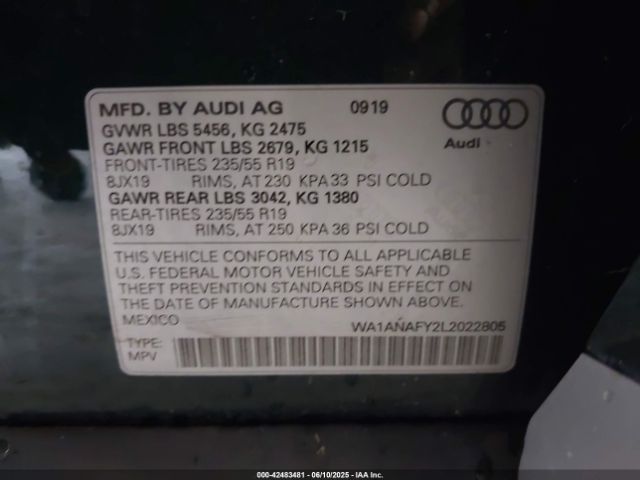 MFD. BY AUDI AG 0919
GVWR LBS 5456, KG 2475
GAWR FRONT LBS 2679, KG 1215
Audi
FRONT-TIRES 235/55 R19
8JX19 RIMS, AT 230 KPA 33 PSI COLD
GAWR REAR LBS 3042, KG 1380
REAR-TIRES 235/55 R19
8JX19 RIMS, AT 250 KPA 36 PSI COLD
THIS VEHICLE CONFORMS TO ALL APPLICABLE
U.S. FEDERAL MOTOR VEHICLE SAFETY AND
THEFT PREVENTION STANDARDS IN EFFECT ON
THE DATE OF MANUFACTURE SHOWN ABOVE.
MEXICO WA1ANAFY2L2022805
TYPE:
MPV
000-42483481 - 06/10/2025 - IAA Inc.